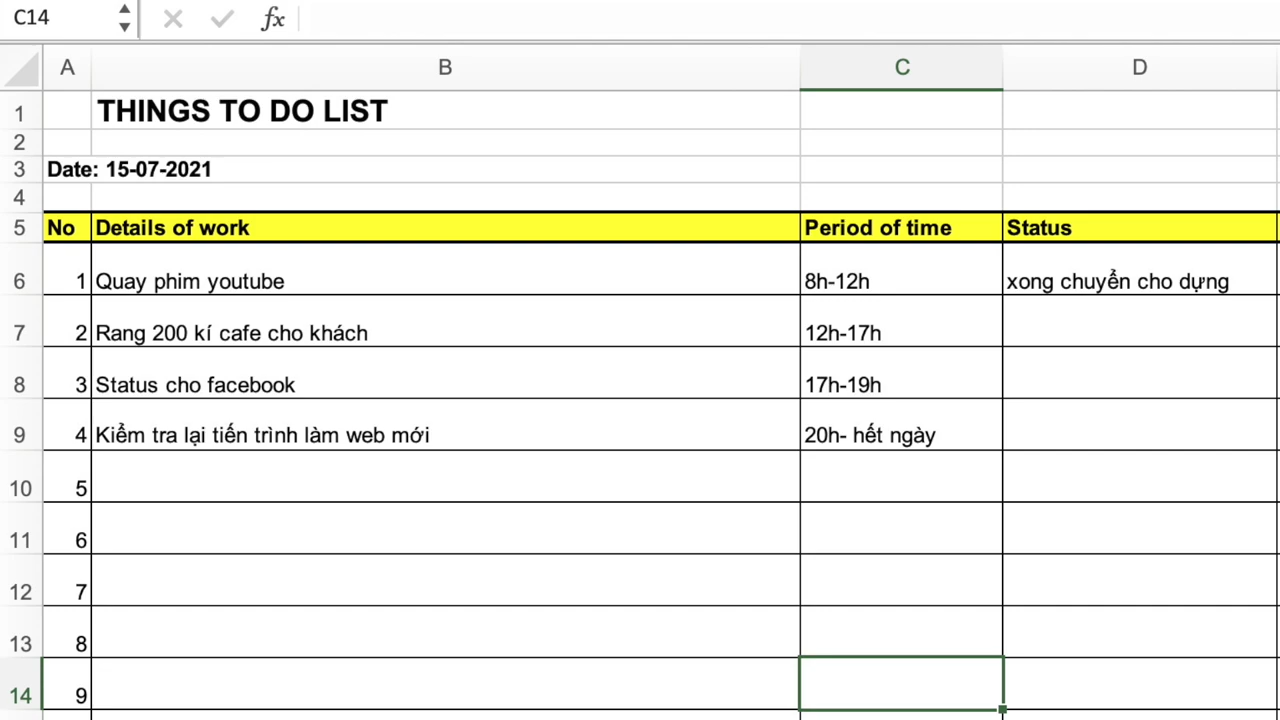 C14 fx
A B C D
1 THINGS TO DO LIST
2
3 Date: 15-07-2021
4
5 No Details of work Period of time Status
6 1 Quay phim youtube 8h-12h xong chuyển cho dựng
7 2 Rang 200 kí cafe cho khách 12h-17h
8 3 Status cho facebook 17h-19h
9 4 Kiểm tra lại tiến trình làm web mới 20h- hết ngày
10 5
11 6
12 7
13 8
14 9